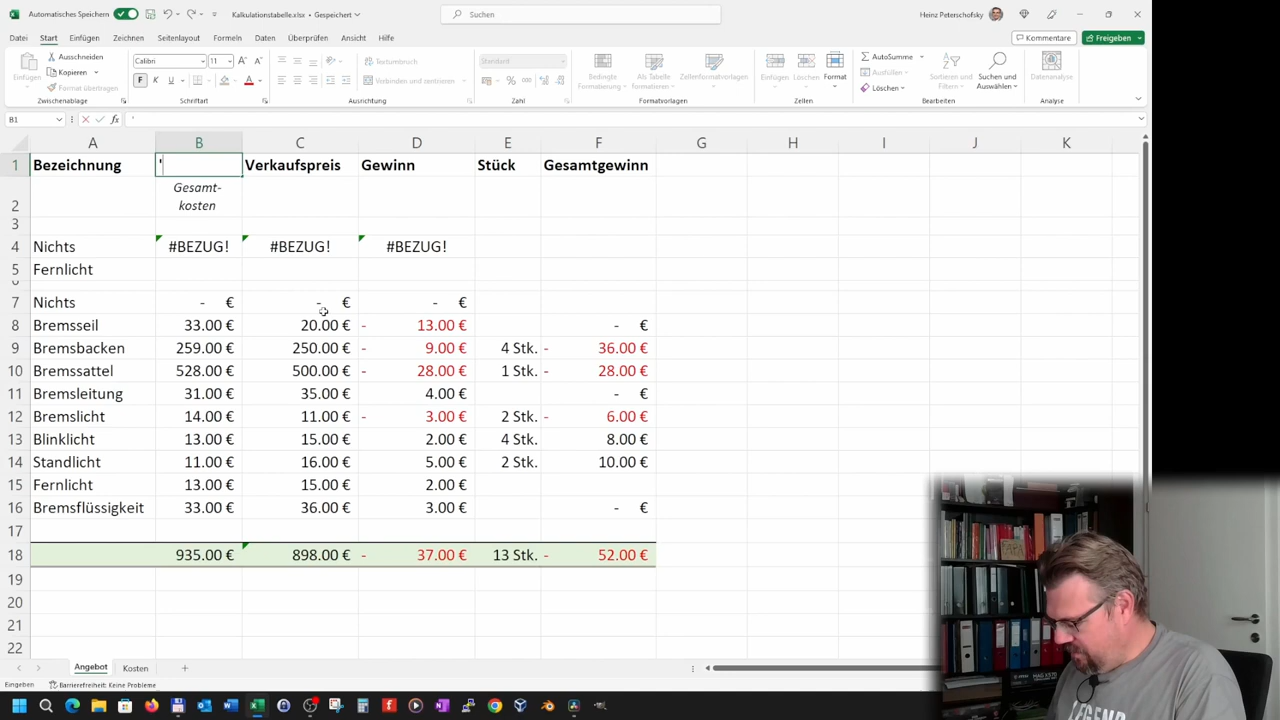 Automatisches Speichern
Kalkulationstabelle.xlsx • Gespeichert
Suchen
Heinz Peterschofsky
Datei Start Einfügen Zeichnen Seitenlayout Formeln Daten Überprüfen Ansicht Hilfe
Kommentare Freigeben
Einfügen
Ausschneiden
Kopieren
Format übertragen
Zwischenablage
Calibri 11
F K U
Schriftart
Textumbruch
Verbinden und zentrieren
Ausrichtung
Standard
Zahl
Bedingte Formatierung
Als Tabelle formatieren
Zellenformatvorlagen
Formatvorlagen
Einfügen Löschen Format
Zellen
AutoSumme
Ausfüllen
Löschen
Sortieren und Filtern
Suchen und Auswählen
Bearbeiten
Datenanalyse
Analyse
B1 fx '
A B C D E F G H I J K
1 Bezeichnung ' Verkaufspreis Gewinn Stück Gesamtgewinn
2 Gesamt-
kosten
3
4 Nichts #BEZUG! #BEZUG! #BEZUG!
5 Fernlicht
7 Nichts - € - € - €
8 Bremsseil 33.00 € 20.00 € - 13.00 € - €
9 Bremsbacken 259.00 € 250.00 € - 9.00 € 4 Stk. - 36.00 €
10 Bremssattel 528.00 € 500.00 € - 28.00 € 1 Stk. - 28.00 €
11 Bremsleitung 31.00 € 35.00 € 4.00 € - €
12 Bremslicht 14.00 € 11.00 € - 3.00 € 2 Stk. - 6.00 €
13 Blinklicht 13.00 € 15.00 € 2.00 € 4 Stk. 8.00 €
14 Standlicht 11.00 € 16.00 € 5.00 € 2 Stk. 10.00 €
15 Fernlicht 13.00 € 15.00 € 2.00 €
16 Bremsflüssigkeit 33.00 € 36.00 € 3.00 € - €
17
18 935.00 € 898.00 € - 37.00 € 13 Stk. - 52.00 €
19
20
21
22
Angebot Kosten
Eingeben Barrierefreiheit: Keine Probleme